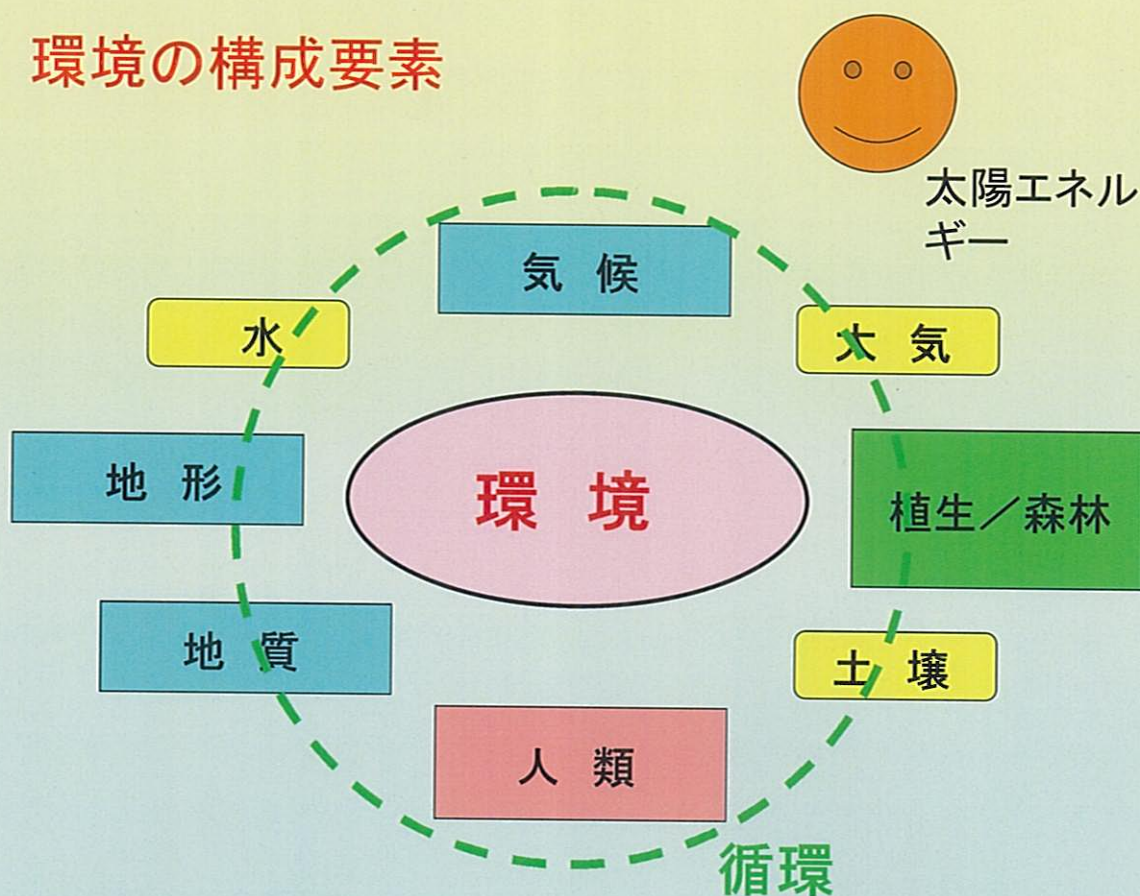 環境の構成要素
太陽エネル
ギー
気 候
水
大 気
地 形
環 境
植生／森林
地 質
土 壌
人 類
循環